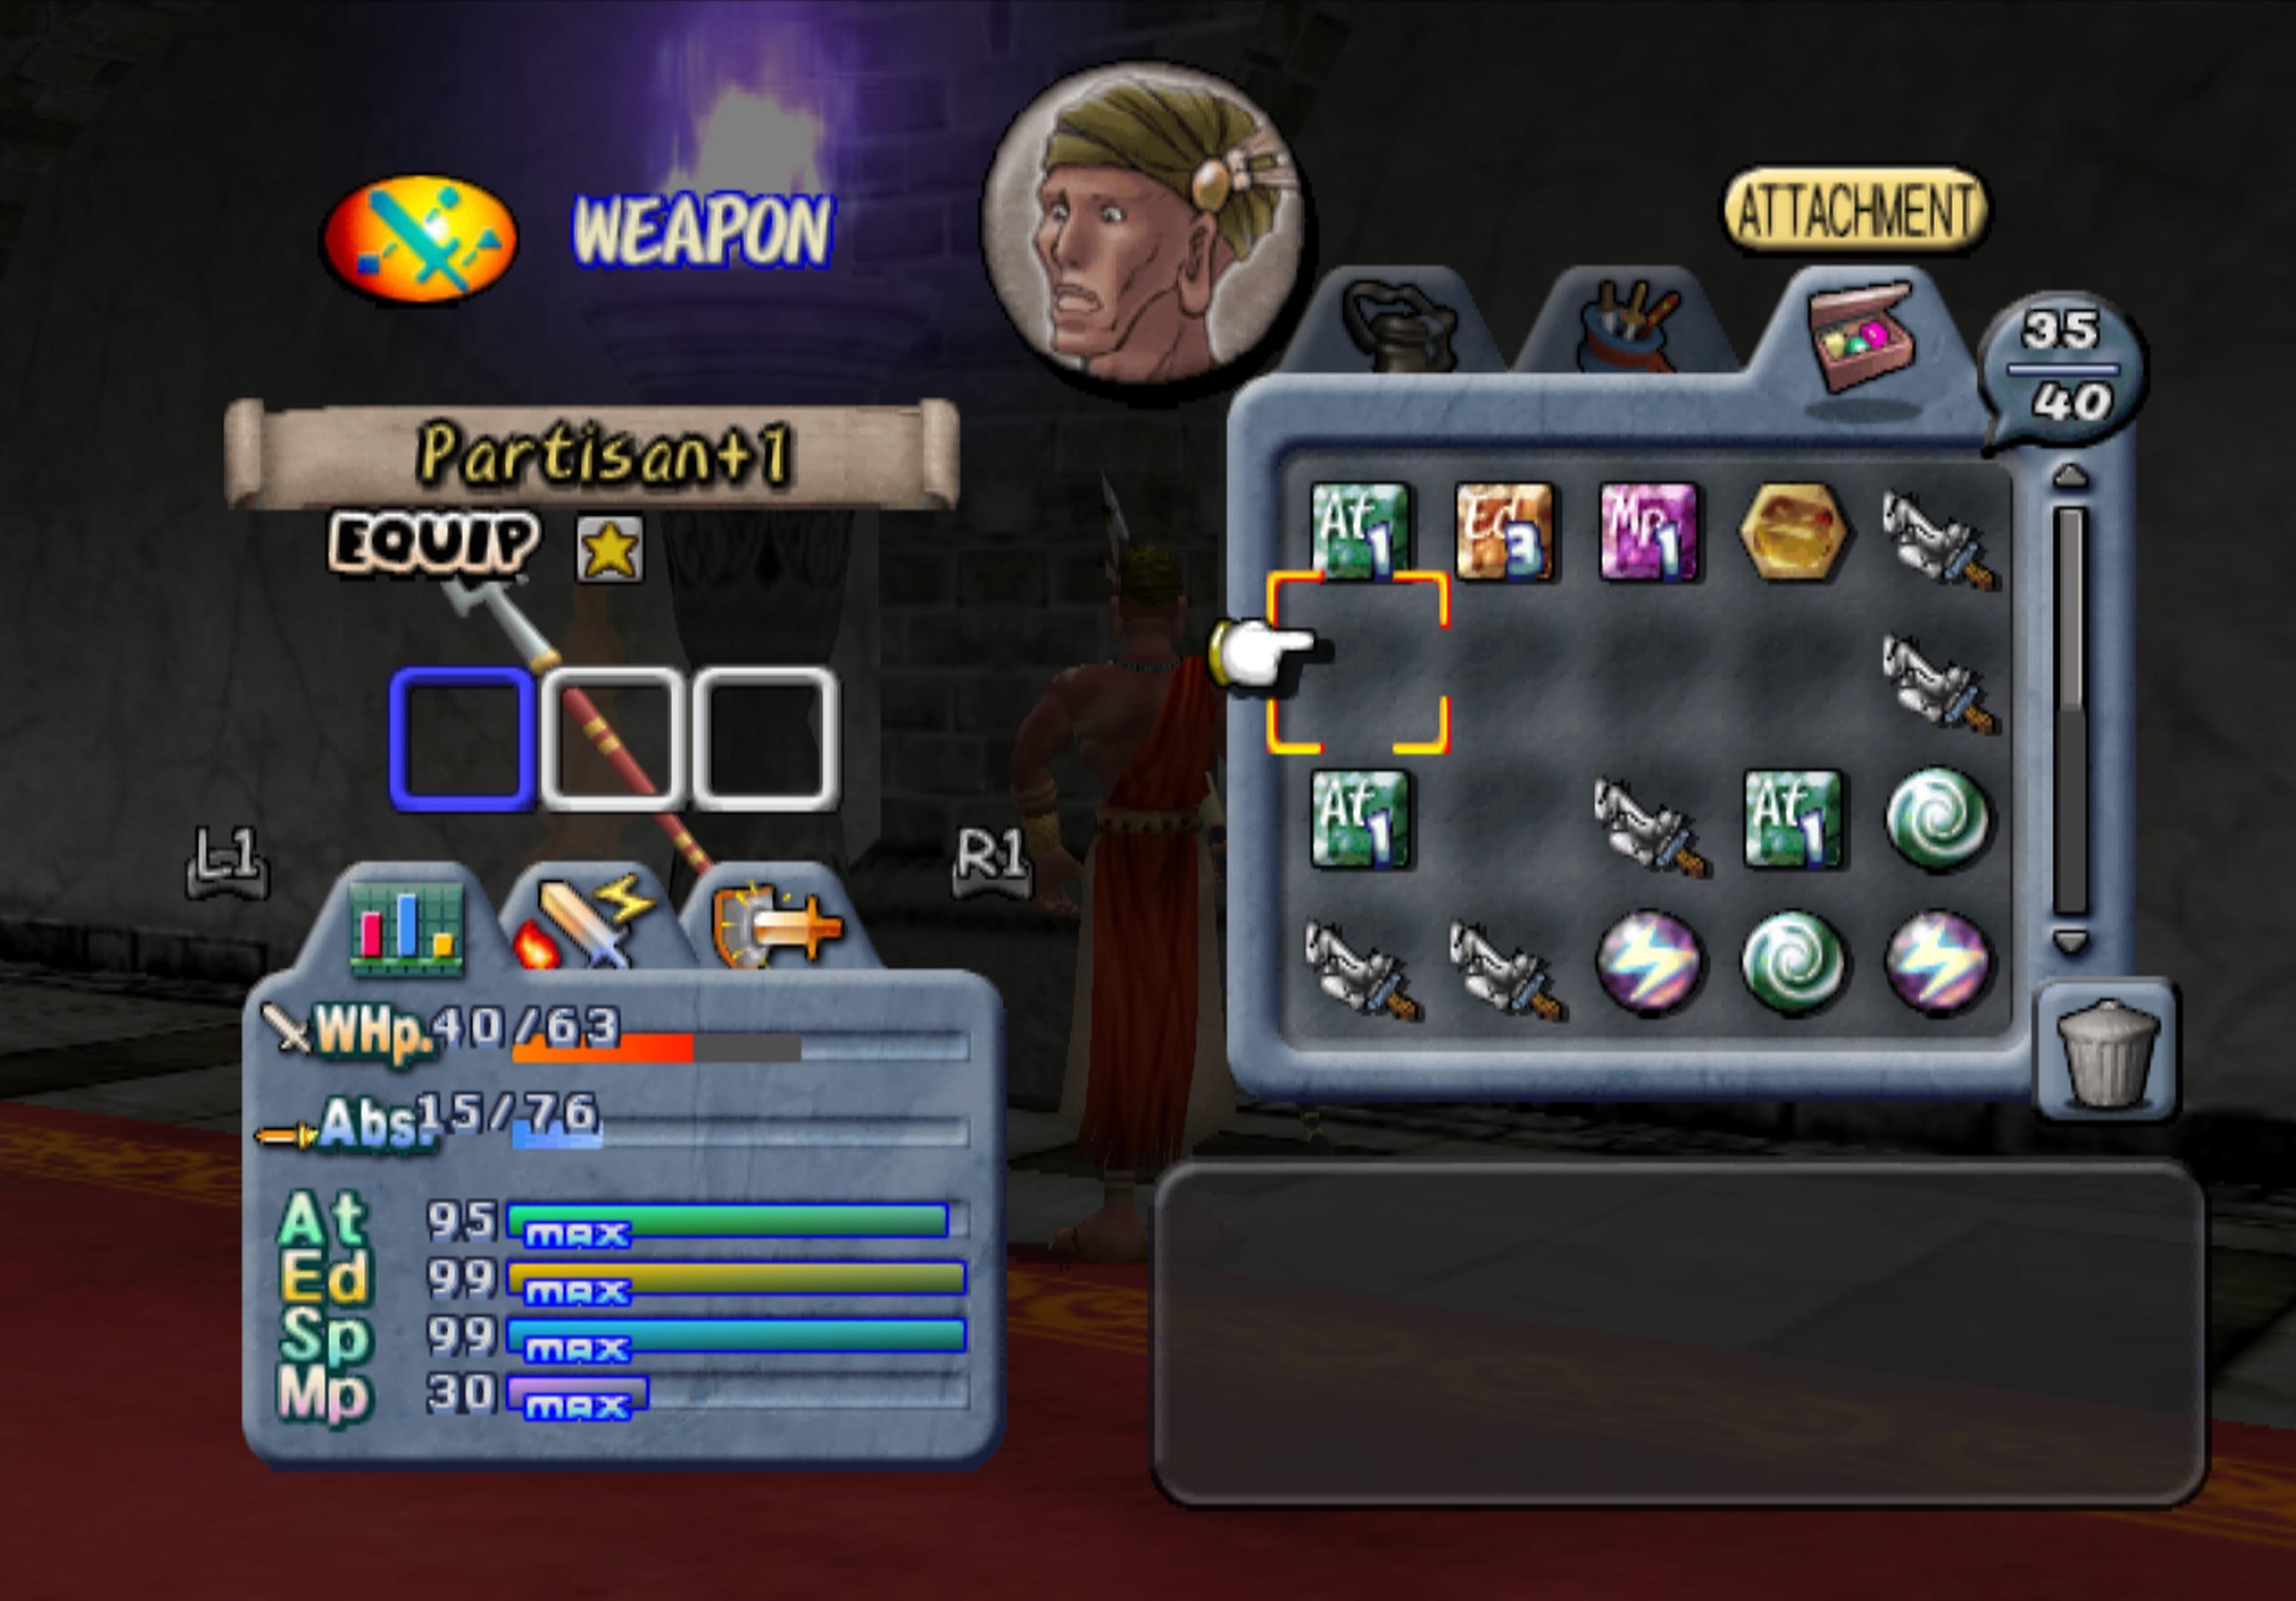 WEAPON
ATTACHMENT
35
40
Partisan+1
EQUIP
At 1
Ed 3
Mp 1
At 1
At 1
L1
R1
WHp. 40/63
Abs. 15/76
At 95 max
Ed 99 max
Sp 99 max
Mp 30 max